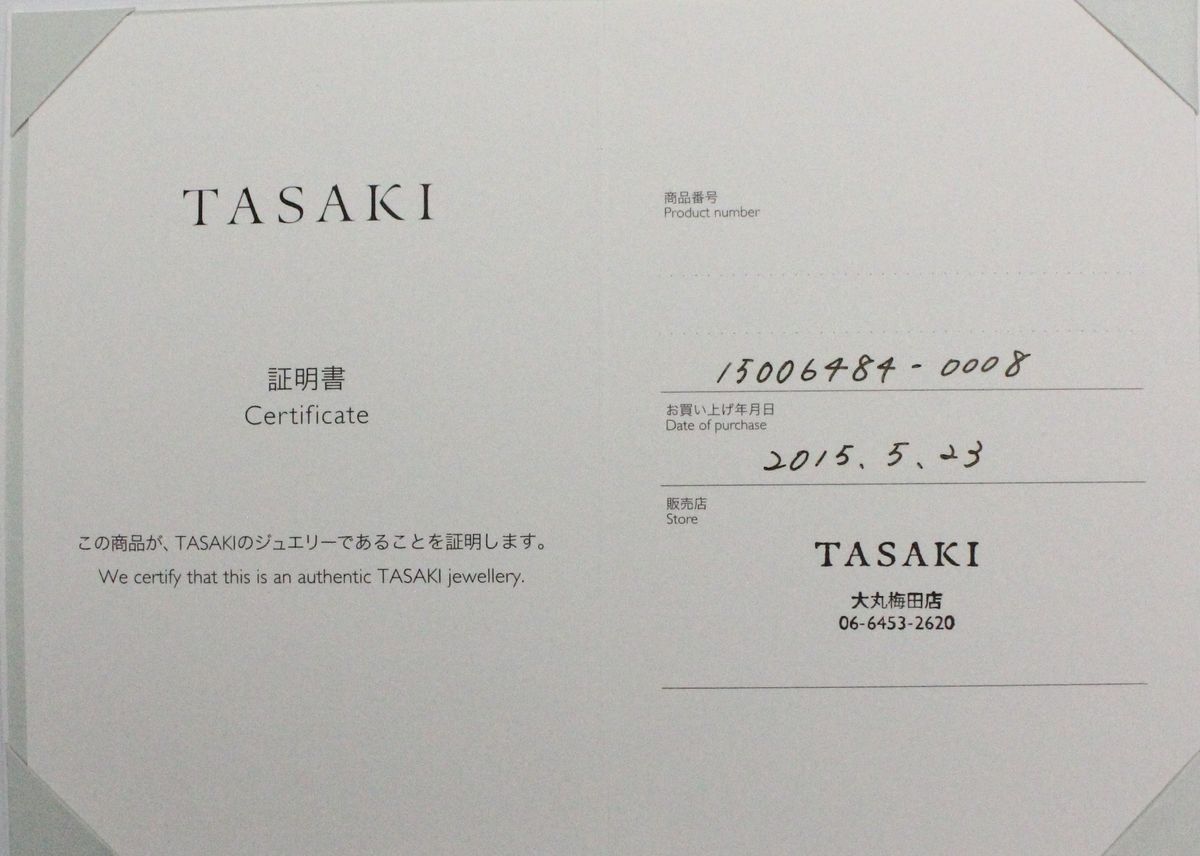 TASAKI
証明書
Certificate
この商品が、TASAKIのジュエリーであることを証明します。
We certify that this is an authentic TASAKI jewellery.
商品番号
Product number
15006484-0008
お買い上げ年月日
Date of purchase
2015、5、23
販売店
Store
TASAKI
大丸梅田店
06-6453-2620